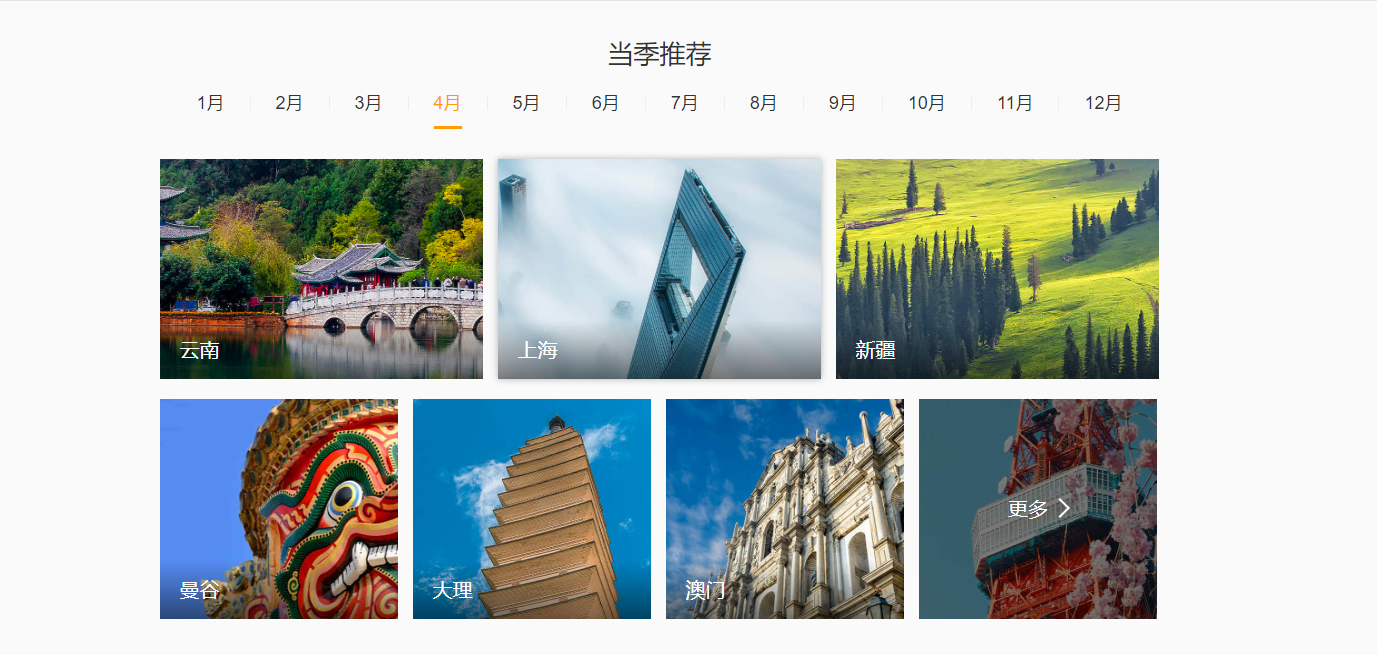 当季推荐
1月 2月 3月 4月 5月 6月 7月 8月 9月 10月 11月 12月
云南
上海
新疆
曼谷
大理
澳门
更多